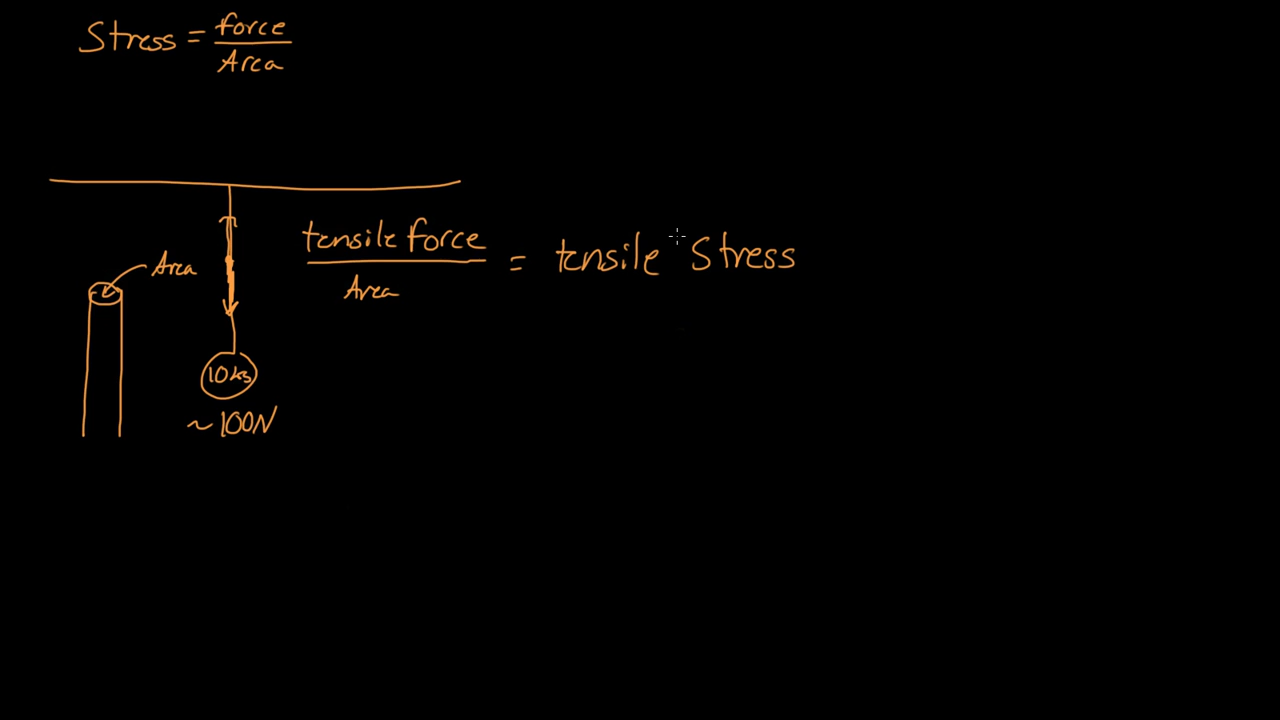 Stress = force
Area
tensile force
Area
= tensile Stress
Area
10kg
~100N